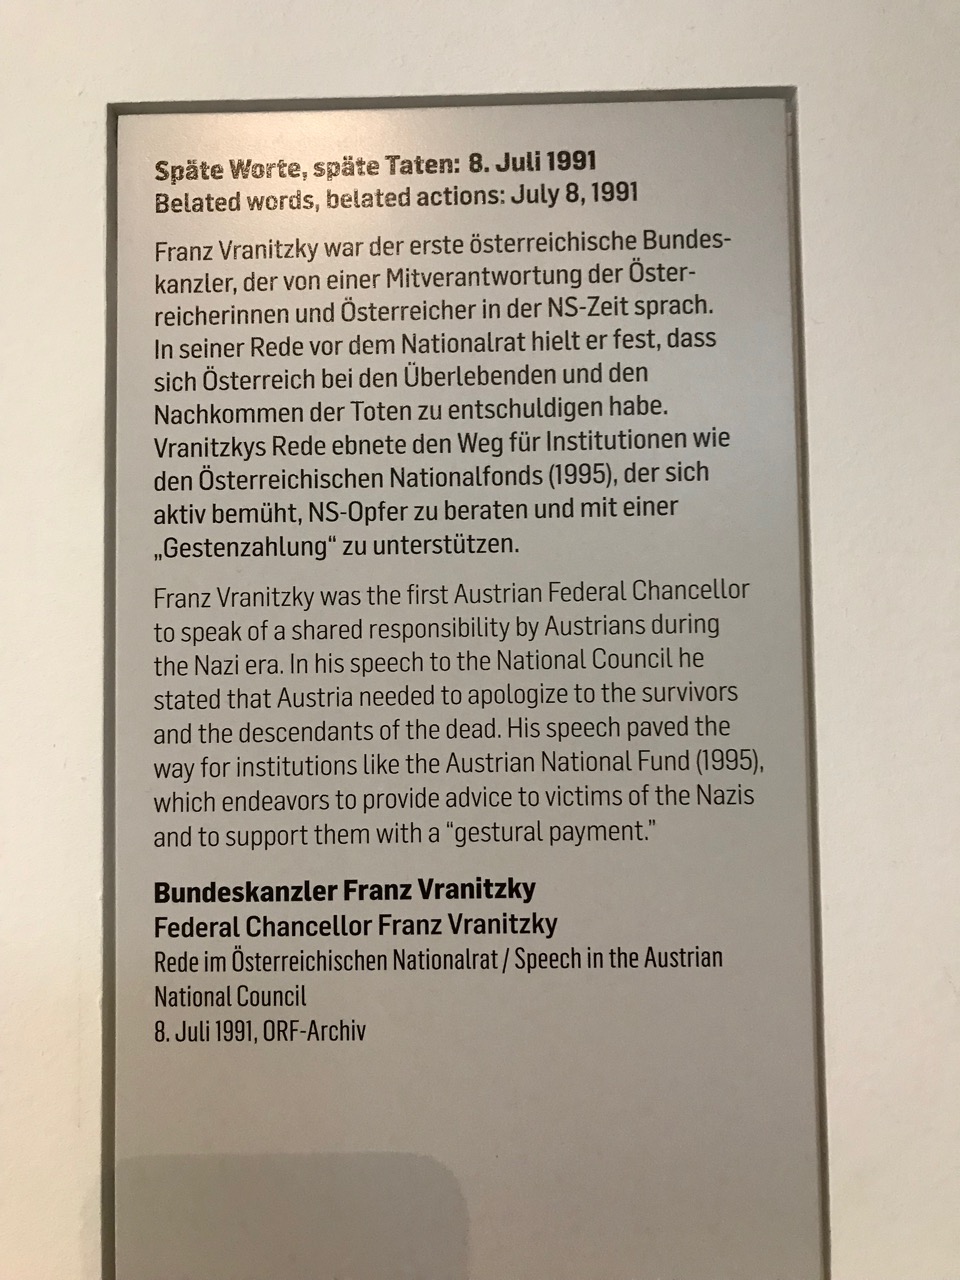 Späte Worte, späte Taten: 8. Juli 1991
Belated words, belated actions: July 8, 1991
Franz Vranitzky war der erste österreichische Bundes-
kanzler, der von einer Mitverantwortung der Öster-
reicherinnen und Österreicher in der NS-Zeit sprach.
In seiner Rede vor dem Nationalrat hielt er fest, dass
sich Österreich bei den Überlebenden und den
Nachkommen der Toten zu entschuldigen habe.
Vranitzkys Rede ebnete den Weg für Institutionen wie
den Österreichischen Nationalfonds (1995), der sich
aktiv bemüht, NS-Opfer zu beraten und mit einer
„Gestenzahlung“ zu unterstützen.
Franz Vranitzky was the first Austrian Federal Chancellor
to speak of a shared responsibility by Austrians during
the Nazi era. In his speech to the National Council he
stated that Austria needed to apologize to the survivors
and the descendants of the dead. His speech paved the
way for institutions like the Austrian National Fund (1995),
which endeavors to provide advice to victims of the Nazis
and to support them with a “gestural payment.”
Bundeskanzler Franz Vranitzky
Federal Chancellor Franz Vranitzky
Rede im Österreichischen Nationalrat / Speech in the Austrian
National Council
8. Juli 1991, ORF-Archiv